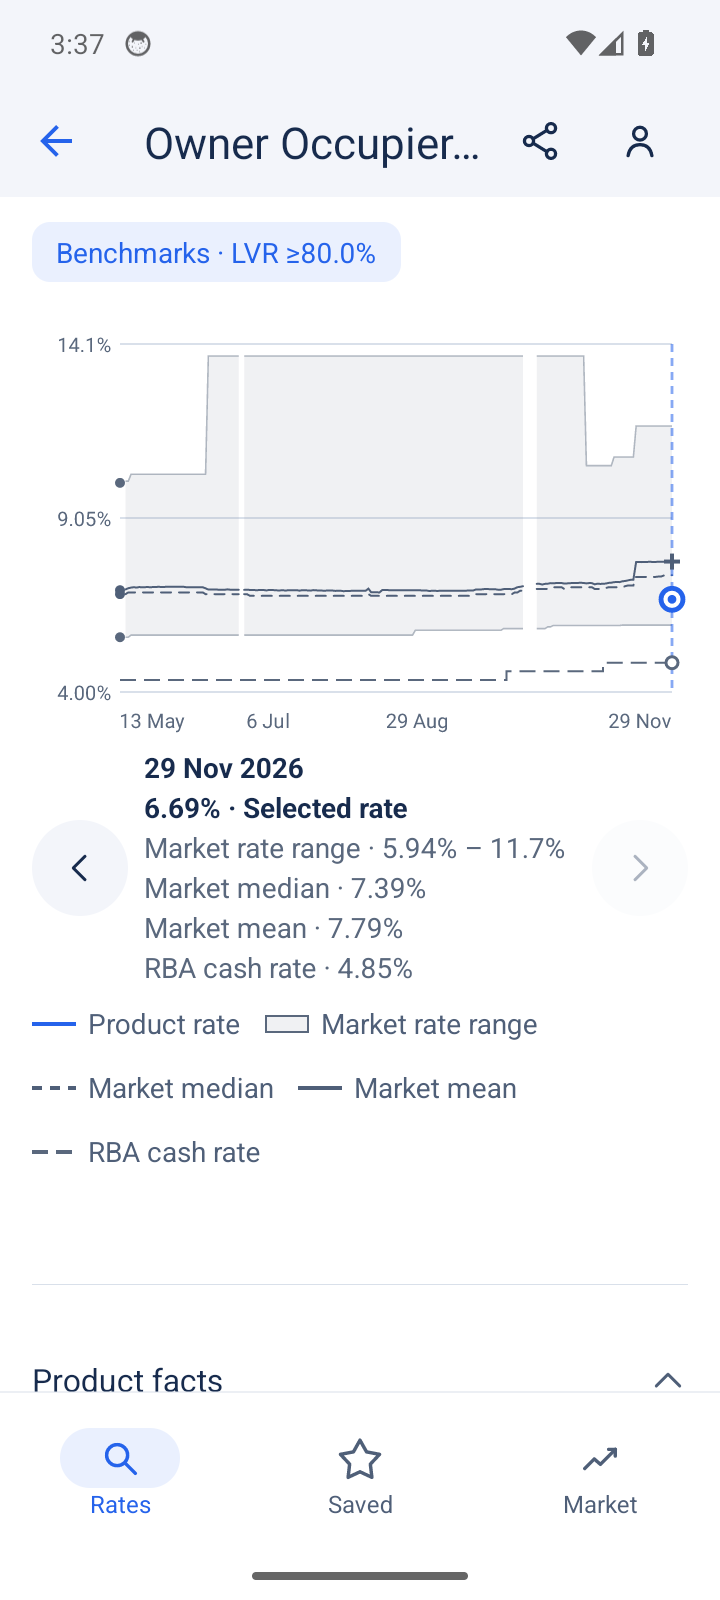 3:37
Owner Occupier...
Benchmarks · LVR ≥80.0%
14.1%
9.05%
4.00%
13 May 6 Jul 29 Aug 29 Nov
29 Nov 2026
6.69% · Selected rate
Market rate range · 5.94% – 11.7%
Market median · 7.39%
Market mean · 7.79%
RBA cash rate · 4.85%
Product rate Market rate range
Market median Market mean
RBA cash rate
Product facts
Rates Saved Market